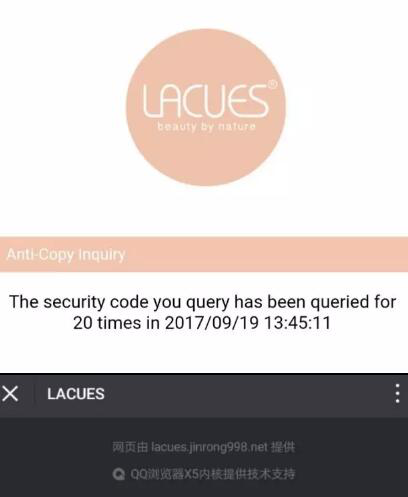 LACUES®
beauty by nature
Anti-Copy Inquiry
The security code you query has been queried for
20 times in 2017/09/19 13:45:11
LACUES
网页由 lacues.jinrong998.net 提供
QQ浏览器X5内核提供技术支持